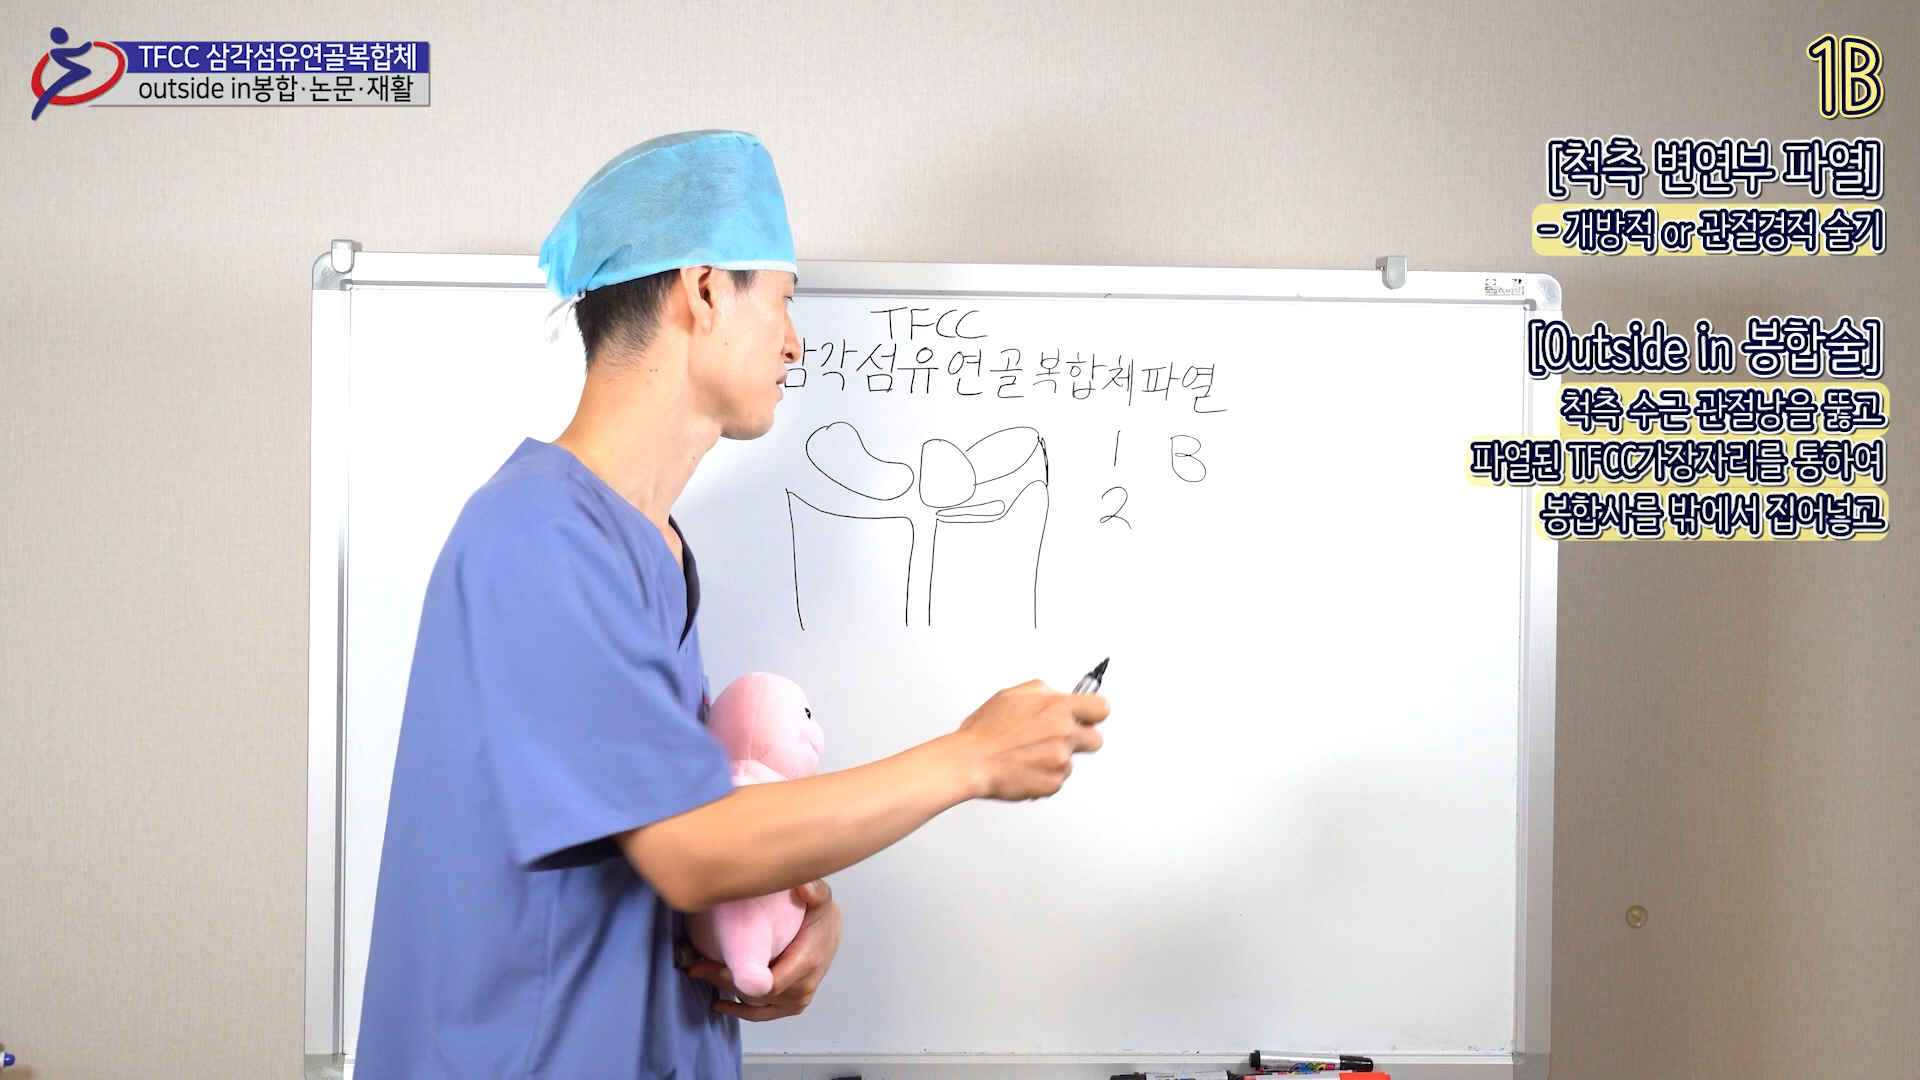 TFCC 삼각섬유연골복합체
outside in봉합·논문·재활
1B
[척측 변연부 파열]
- 개방적 or 관절경적 술기
[Outside in 봉합술]
척측 수근 관절낭을 뚫고
파열된 TFCC가장자리를 통하여
봉합사를 밖에서 집어넣고
TFCC
삼각섬유연골복합체파열
1 B
2